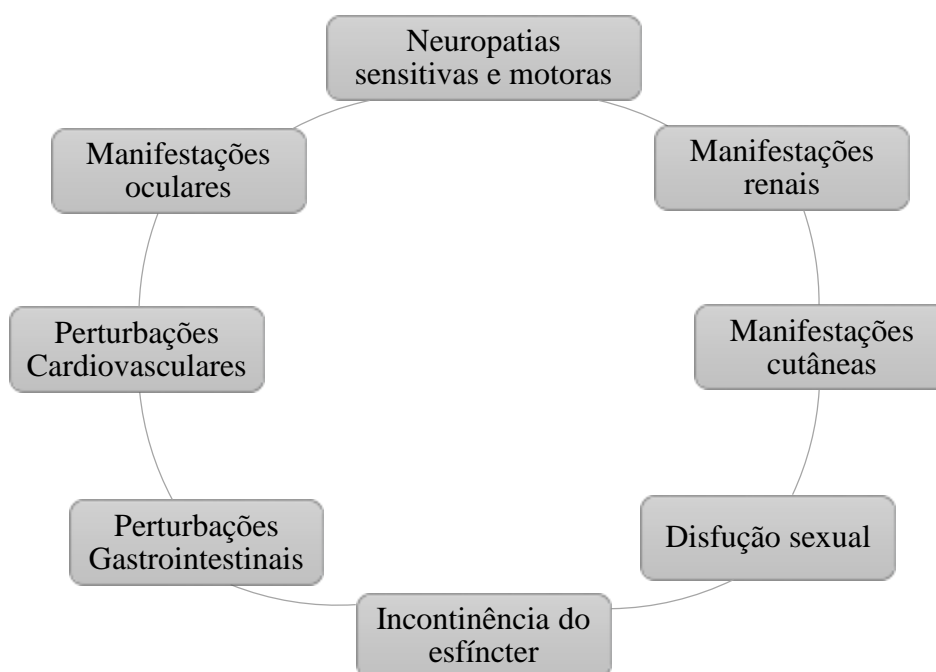 Neuropatias
sensitivas e motoras
Manifestações
renais
Manifestações
cutâneas
Disfução sexual
Incontinência do
esfíncter
Perturbações
Gastrointestinais
Perturbações
Cardiovasculares
Manifestações
oculares